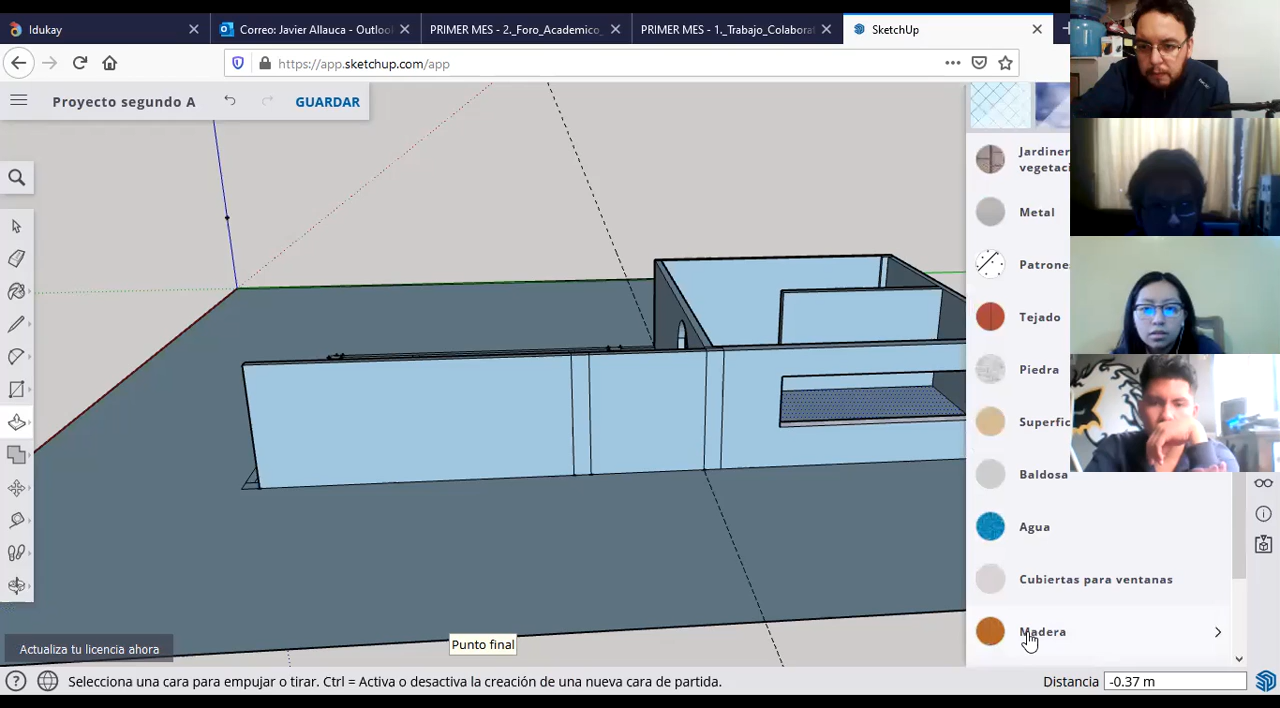 Idukay
Correo: Javier Allauca - Outlook
PRIMER MES - 2._Foro_Academico_
PRIMER MES - 1._Trabajo_Colaborat
SketchUp
https://app.sketchup.com/app
Proyecto segundo A
GUARDAR
Jardiner
vegetaci
Metal
Patrone
Tejado
Piedra
Superfic
Baldosa
Agua
Cubiertas para ventanas
Madera
Punto final
Actualiza tu licencia ahora
Selecciona una cara para empujar o tirar. Ctrl = Activa o desactiva la creación de una nueva cara de partida.
Distancia
-0.37 m